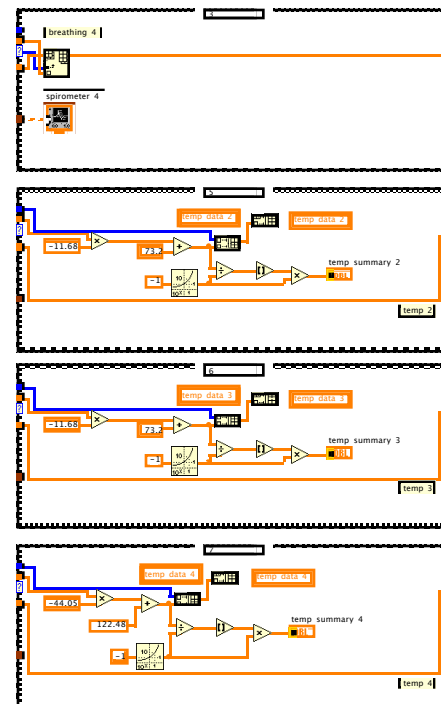 3
breathing 4
?
spirometer 4
5
temp data 2
temp data 2
?
-11.68
73.2
temp summary 2
-1
10
DBL
temp 2
6
temp data 3
temp data 3
?
-11.68
73.2
temp summary 3
-1
10
DBL
temp 3
7
temp data 4
temp data 4
?
-44.05
122.48
temp summary 4
-1
10
temp 4